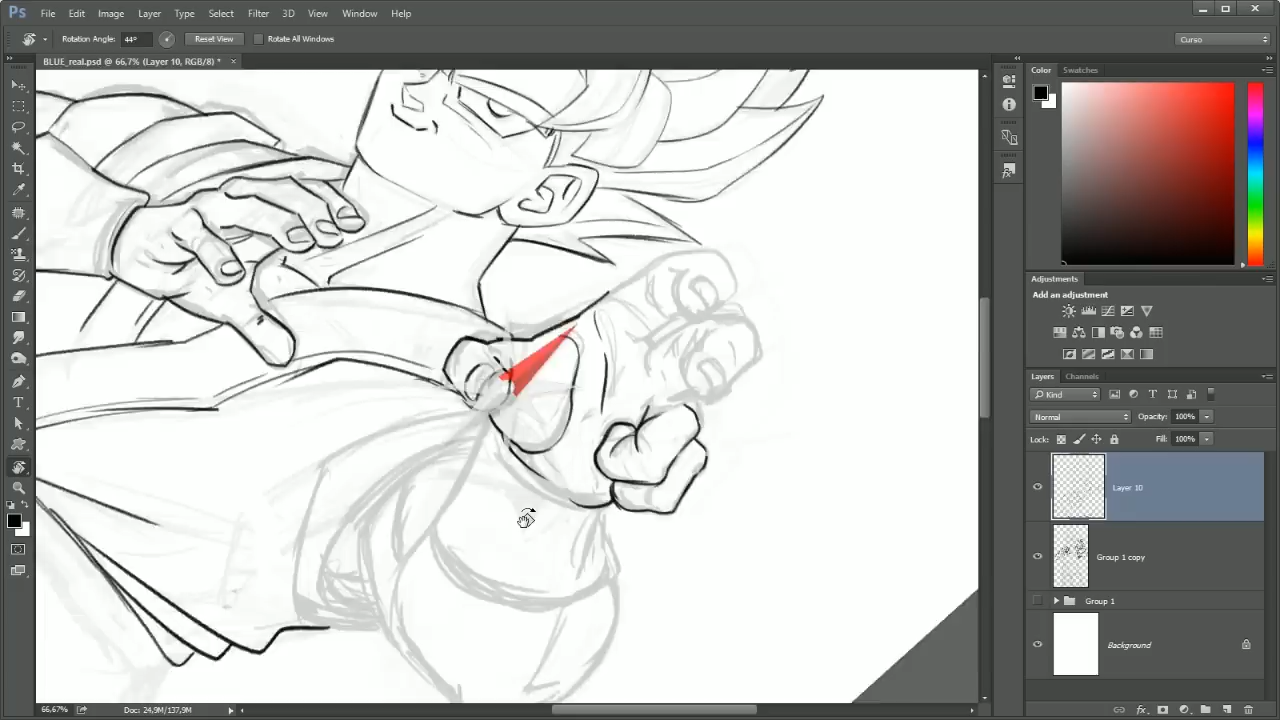 Ps File Edit Image Layer Type Select Filter 3D View Window Help
Rotation Angle: 44° Reset View Rotate All Windows Curso
BLUE_real.psd @ 66,7% (Layer 10, RGB/8) * ×
Color Swatches
Adjustments
Add an adjustment
Layers Channels
Kind
Normal Opacity: 100%
Lock: Fill: 100%
Layer 10
Group 1 copy
Group 1
Background
66,67% Doc: 24,9M/137,9M